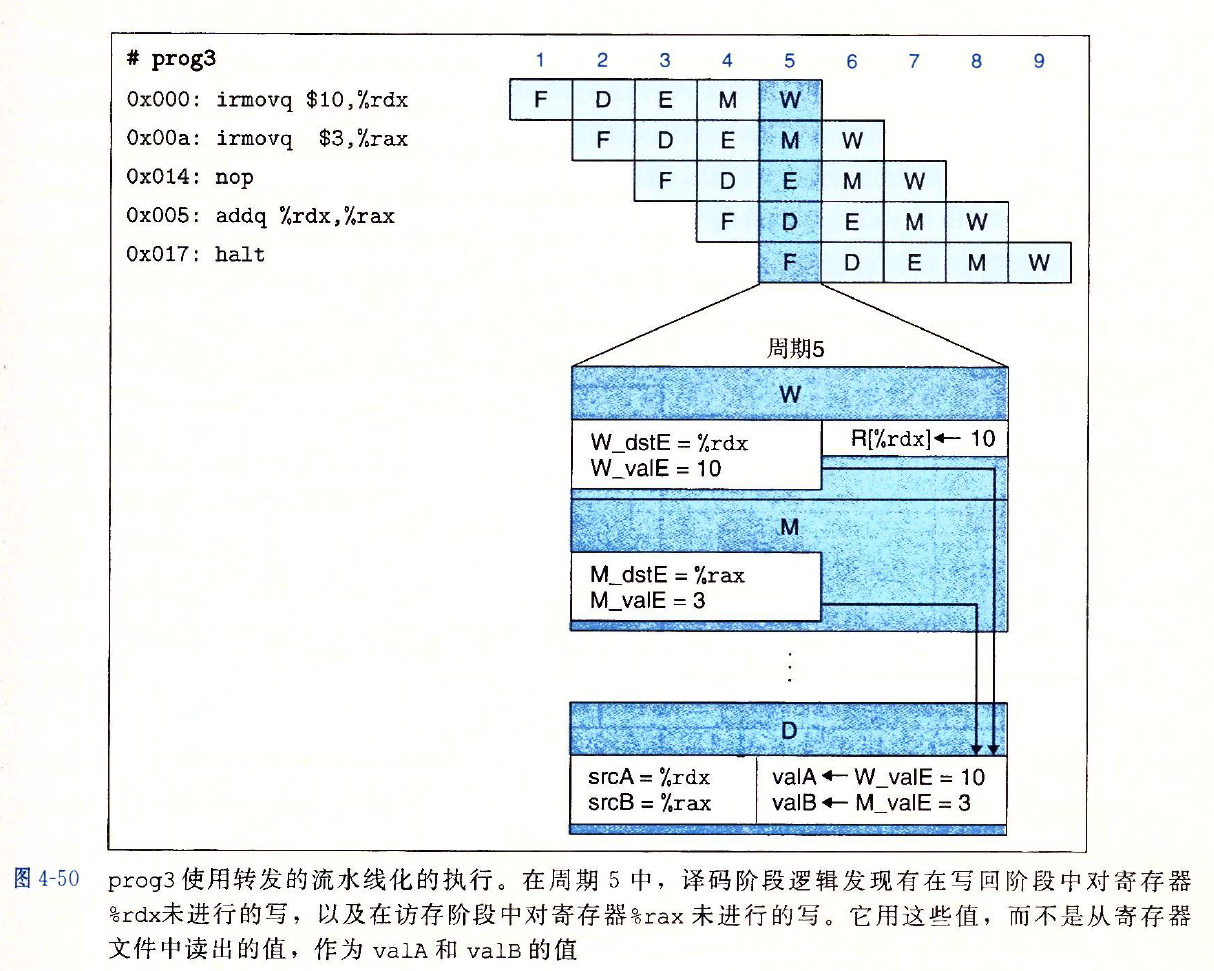 # prog3
1 2 3 4 5 6 7 8 9
0x000: irmovq $10,%rdx F D E M W
0x00a: irmovq $3,%rax F D E M W
0x014: nop F D E M W
0x005: addq %rdx,%rax F D E M W
0x017: halt F D E M W
周期5
W
W_dstE = %rdx R[%rdx]← 10
W_valE = 10
M
M_dstE = %rax
M_valE = 3
⋮
D
srcA = %rdx valA ← W_valE = 10
srcB = %rax valB ← M_valE = 3
图 4-50 prog3 使用转发的流水线化的执行。在周期 5 中，译码阶段逻辑发现有在写回阶段中对寄存器
%rdx未进行的写，以及在访存阶段中对寄存器%rax 未进行的写。它用这些值，而不是从寄存器
文件中读出的值，作为 valA 和 valB 的值